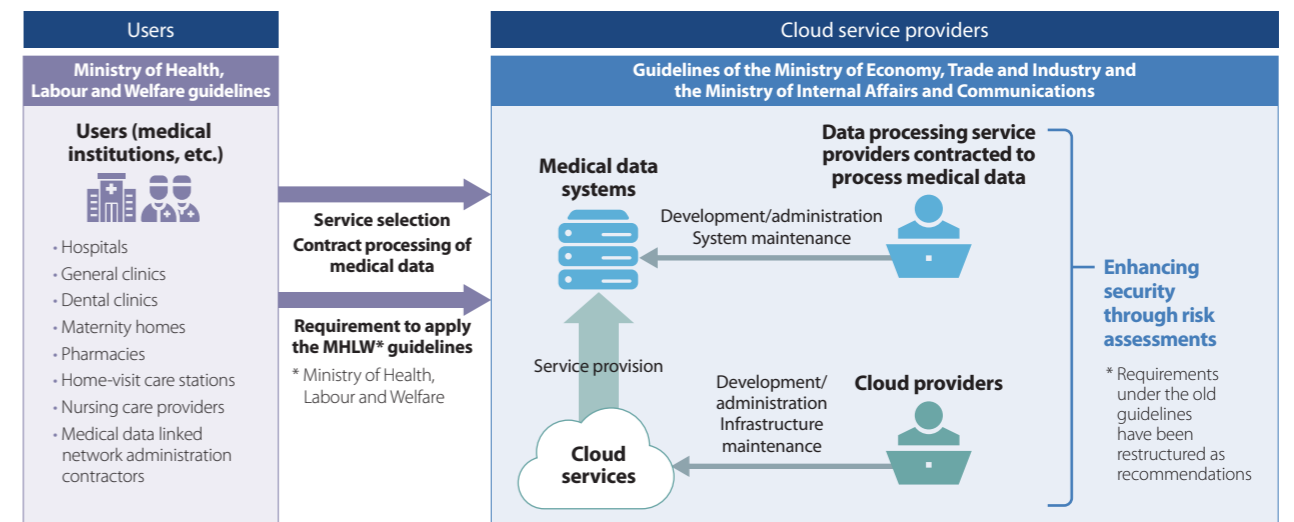 Users
Ministry of Health,
Labour and Welfare guidelines
Users (medical
institutions, etc.)
• Hospitals
• General clinics
• Dental clinics
• Maternity homes
• Pharmacies
• Home-visit care stations
• Nursing care providers
• Medical data linked
network administration
contractors
Service selection
Contract processing of
medical data
Requirement to apply
the MHLW* guidelines
* Ministry of Health,
Labour and Welfare
Cloud service providers
Guidelines of the Ministry of Economy, Trade and Industry and
the Ministry of Internal Affairs and Communications
Medical data
systems
Development/administration
System maintenance
Data processing service
providers contracted to
process medical data
Service provision
Cloud
services
Development/
administration
Infrastructure
maintenance
Cloud providers
Enhancing
security
through risk
assessments
* Requirements
under the old
guidelines
have been
restructured as
recommendations